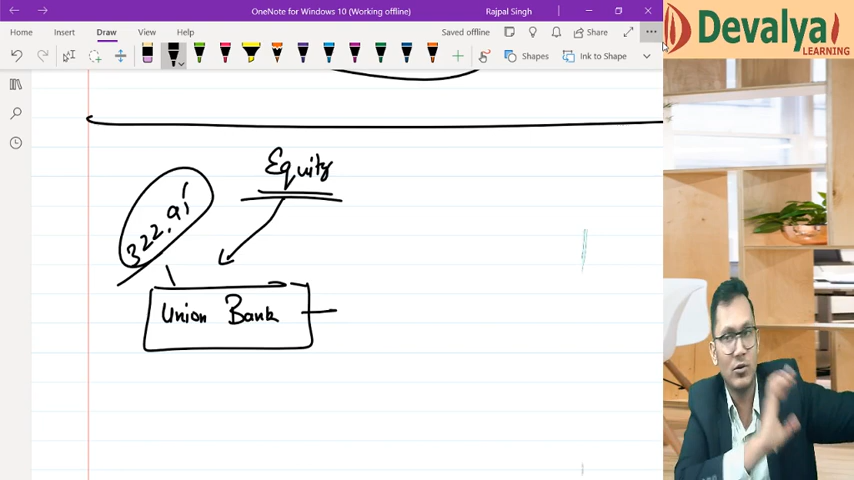 OneNote for Windows 10 (Working offline)
Rajpal Singh
Home Insert Draw View Help
Saved offline
Share
Shapes
Ink to Shape
Devalya
LEARNING
Equity
322.91
Union Bank